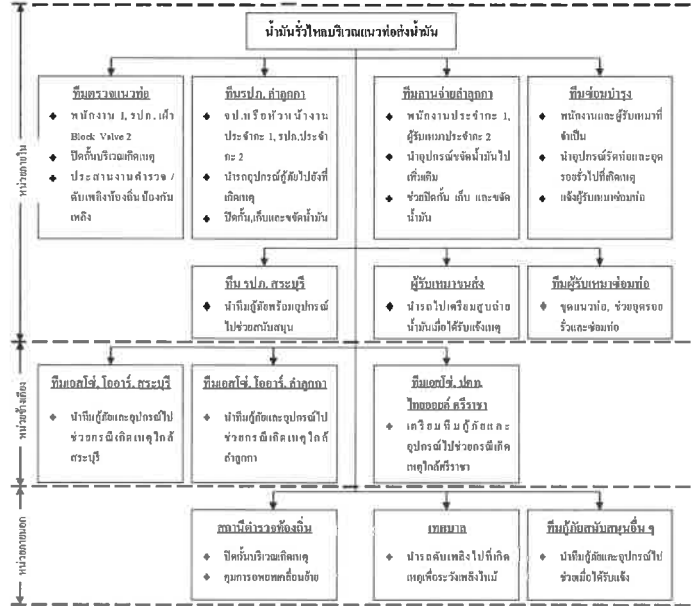 น้ำมันรั่วไหลบริเวณแนวท่อส่งน้ำมัน
หน่วยภายใน
ทีมตรวจแนวท่อ
◆ พนักงาน 1, รปภ. เฝ้า
Block Valve 2
◆ ปิดกั้นบริเวณเกิดเหตุ
◆ ประสานงานตำรวจ /
ดับเพลิงท้องถิ่น ป้องกัน
เพลิง
ทีมรปภ. ลำลูกกา
◆ จป.หรือหัวหน้างาน
ประจำกะ 1, รปภ.ประจำ
กะ 2
◆ นำรถอุปกรณ์กู้ภัยไปยังที่
เกิดเหตุ
◆ ปิดกั้น,เก็บและขจัดน้ำมัน
ทีมลานจ่ายลำลูกกา
◆ พนักงานประจำกะ 1,
ผู้รับเหมาประจำกะ 2
◆ นำอุปกรณ์ขจัดน้ำมันไป
เพิ่มเติม
◆ ช่วยปิดกั้น เก็บ และขจัด
น้ำมัน
ทีมซ่อมบำรุง
◆ พนักงานและผู้รับเหมาที่
จำเป็น
◆ นำอุปกรณ์รัดท่อและอุด
รอยรั่วไปที่เกิดเหตุ
◆ แจ้งผู้รับเหมาซ่อมท่อ
ทีม รปภ. สระบุรี
◆ นำทีมกู้ภัยพร้อมอุปกรณ์
ไปช่วยสนับสนุน
ผู้รับเหมาขนส่ง
◆ นำรถไปเตรียมสูบถ่าย
น้ำมันเมื่อได้รับแจ้งเหตุ
ทีมผู้รับเหมาซ่อมท่อ
◆ ขุดแนวท่อ, ช่วยอุดรอย
รั่วและซ่อมท่อ
หน่วยข้างเคียง
ทีมเอสโซ่, โออาร์, สระบุรี
◆ นำทีมกู้ภัยและอุปกรณ์ไป
ช่วยกรณีเกิดเหตุใกล้
สระบุรี
ทีมเอสโซ่, โออาร์, ลำลูกกา
◆ นำทีมกู้ภัยและอุปกรณ์ไป
ช่วยกรณีเกิดเหตุใกล้
ลำลูกกา
ทีมเอสโซ่, ปตท,
ไทยออยล์ ศรีราชา
◆ เตรียมทีมกู้ภัยและ
อุปกรณ์ไปช่วยกรณีเกิด
เหตุใกล้ศรีราชา
หน่วยภายนอก
สถานีตำรวจท้องถิ่น
◆ ปิดกั้นบริเวณเกิดเหตุ
◆ คุมการอพยพเคลื่อนย้าย
เทศบาล
◆ นำรถดับเพลิงไปที่เกิด
เหตุเพื่อระวังเพลิงไหม้
ทีมกู้ภัยสนับสนุนอื่น ๆ
◆ นำทีมกู้ภัยและอุปกรณ์ไป
ช่วยเมื่อได้รับแจ้ง